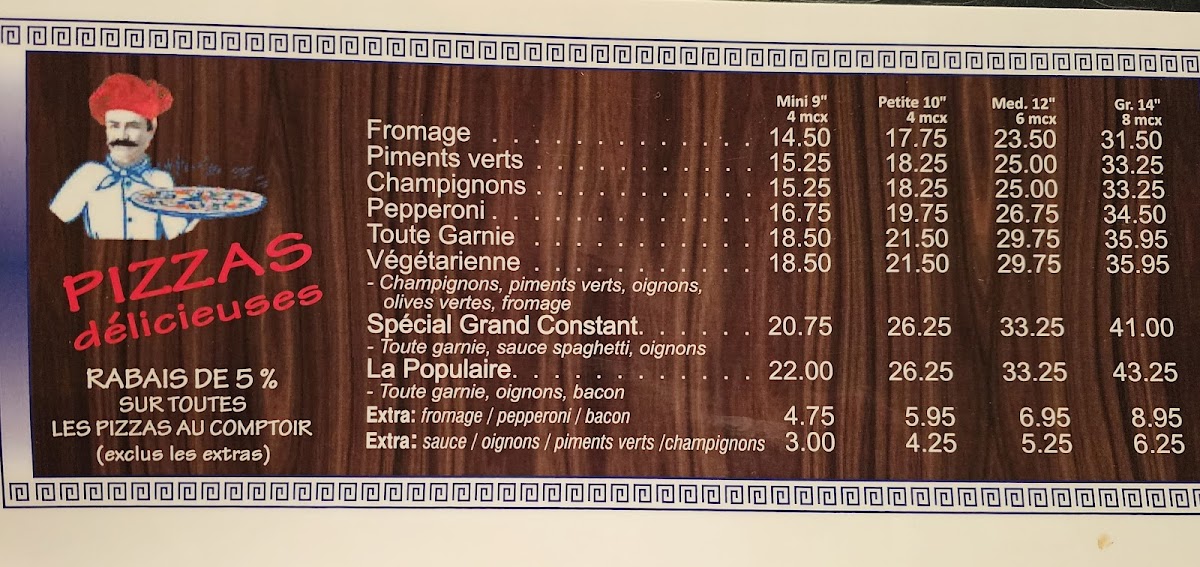 PIZZAS
délicieuses
RABAIS DE 5 %
SUR TOUTES
LES PIZZAS AU COMPTOIR
(exclus les extras)
Mini 9" Petite 10" Med. 12" Gr. 14"
4 mcx 4 mcx 6 mcx 8 mcx
Fromage . . . . . . . . . . . 14.50 17.75 23.50 31.50
Piments verts . . . . . . . . . 15.25 18.25 25.00 33.25
Champignons . . . . . . . . . 15.25 18.25 25.00 33.25
Pepperoni . . . . . . . . . . . 16.75 19.75 26.75 34.50
Toute Garnie . . . . . . . . . 18.50 21.50 29.75 35.95
Végétarienne . . . . . . . . . 18.50 21.50 29.75 35.95
- Champignons, piments verts, oignons,
olives vertes, fromage
Spécial Grand Constant. . . . . . 20.75 26.25 33.25 41.00
- Toute garnie, sauce spaghetti, oignons
La Populaire. . . . . . . . . . 22.00 26.25 33.25 43.25
- Toute garnie, oignons, bacon
Extra: fromage / pepperoni / bacon 4.75 5.95 6.95 8.95
Extra: sauce / oignons / piments verts /champignons 3.00 4.25 5.25 6.25